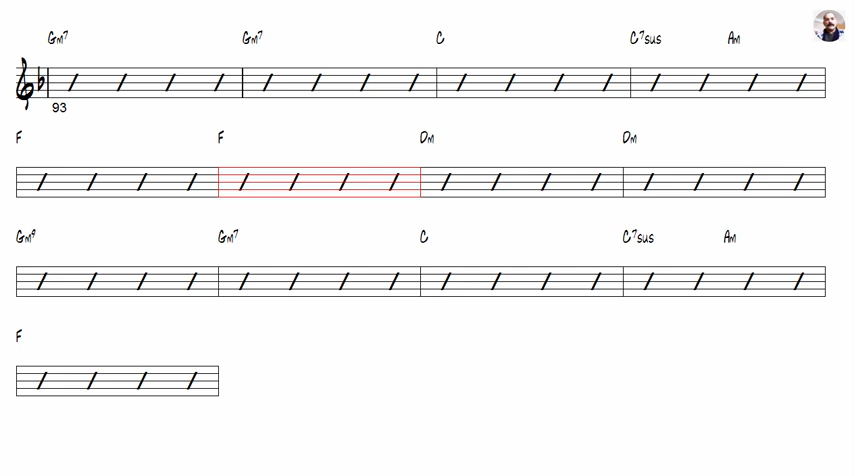 Gm7 Gm7 C C7sus Am
93
F F Dm Dm
Gm9 Gm7 C C7sus Am
F